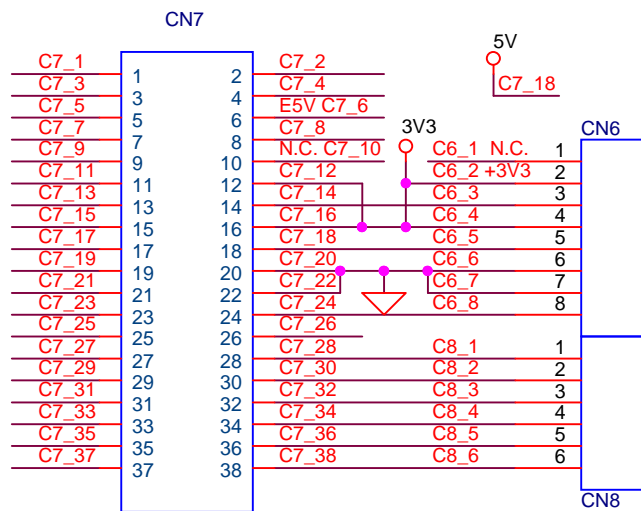 CN7
5V
C7_18
C7_1 1 2 C7_2
C7_3 3 4 C7_4
C7_5 5 6 E5V C7_6
C7_7 7 8 C7_8 3V3 CN6
C7_9 9 10 N.C. C7_10 C6_1 N.C. 1
C7_11 11 12 C7_12 C6_2 +3V3 2
C7_13 13 14 C7_14 C6_3 3
C7_15 15 16 C7_16 C6_4 4
C7_17 17 18 C7_18 C6_5 5
C7_19 19 20 C7_20 C6_6 6
C7_21 21 22 C7_22 C6_7 7
C7_23 23 24 C7_24 C6_8 8
C7_25 25 26 C7_26
C7_27 27 28 C7_28 C8_1 1
C7_29 29 30 C7_30 C8_2 2
C7_31 31 32 C7_32 C8_3 3
C7_33 33 34 C7_34 C8_4 4
C7_35 35 36 C7_36 C8_5 5
C7_37 37 38 C7_38 C8_6 6
CN8